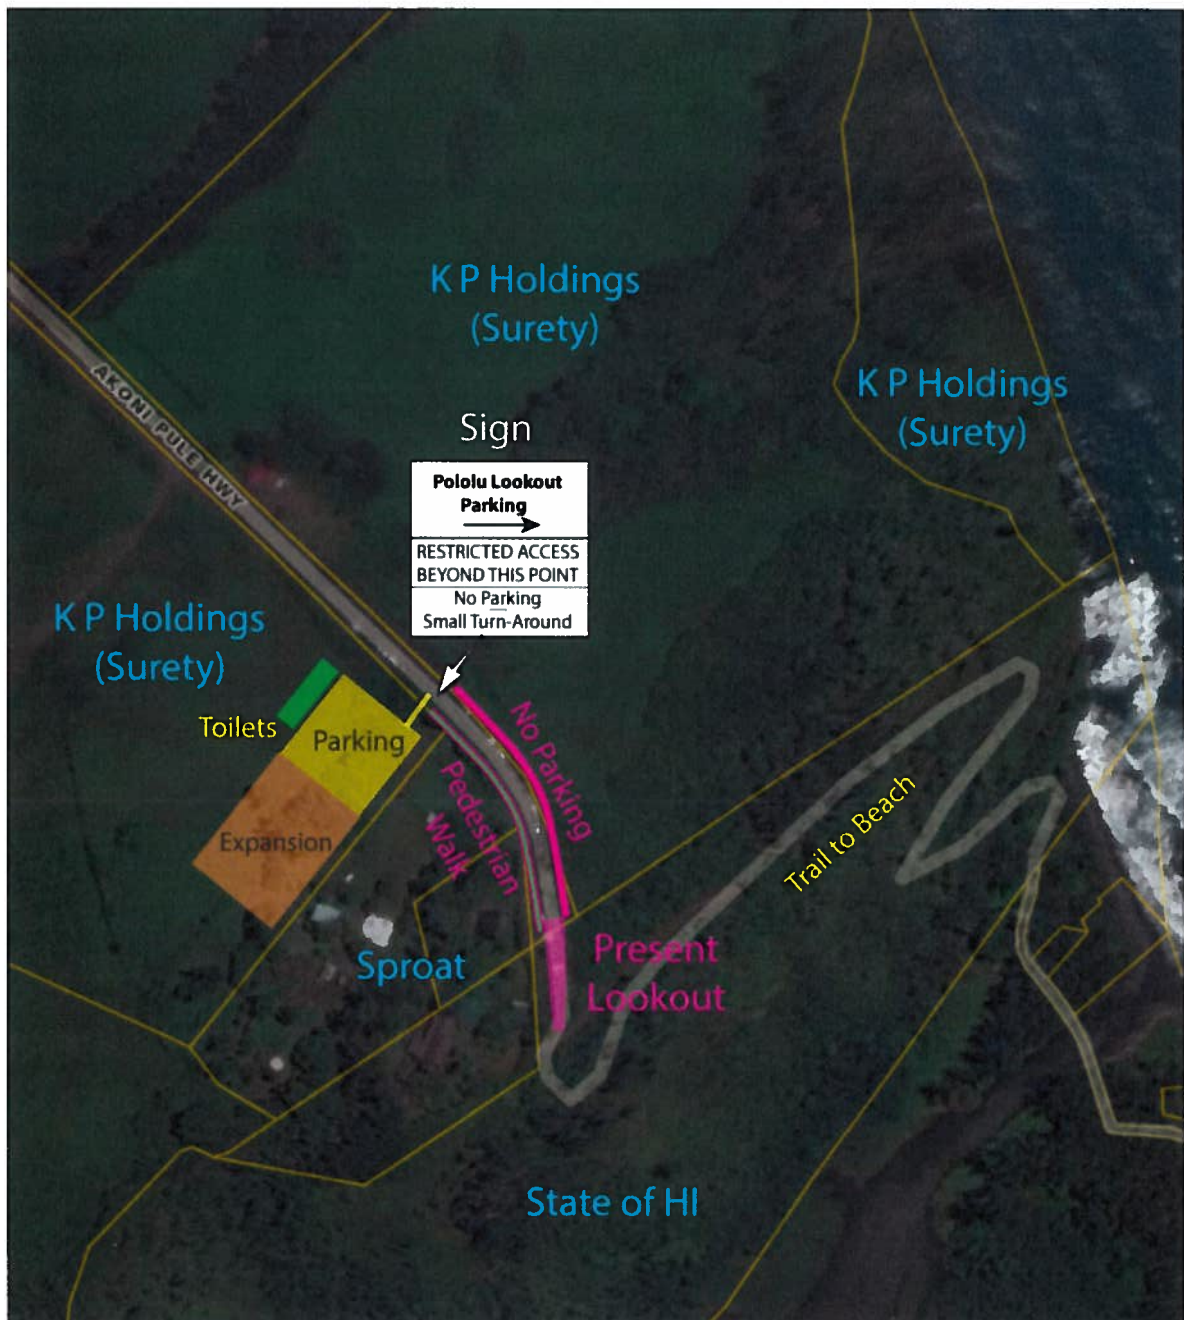 K P Holdings
(Surety)
K P Holdings
(Surety)
AKONI PULE HWY
Sign
Pololu Lookout
Parking
RESTRICTED ACCESS
BEYOND THIS POINT
No Parking
Small Turn-Around
K P Holdings
(Surety)
Toilets
Parking
No Parking
Pedestrian
Walk
Expansion
Trail to Beach
Sproat
Present
Lookout
State of HI